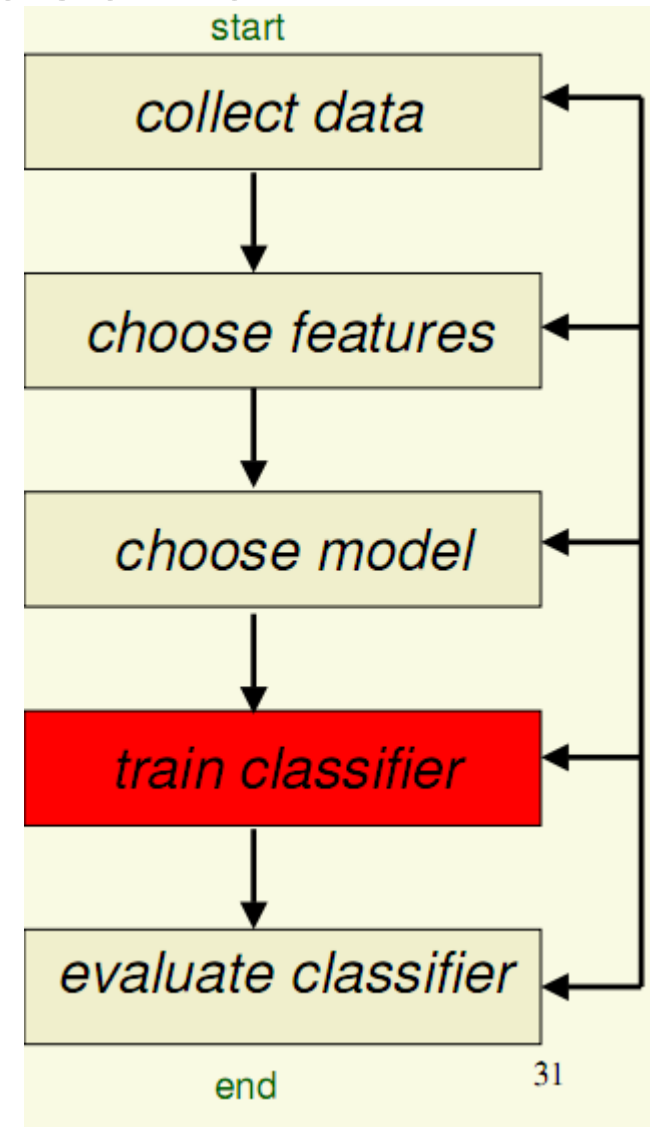 start
collect data
choose features
choose model
train classifier
evaluate classifier
end
31